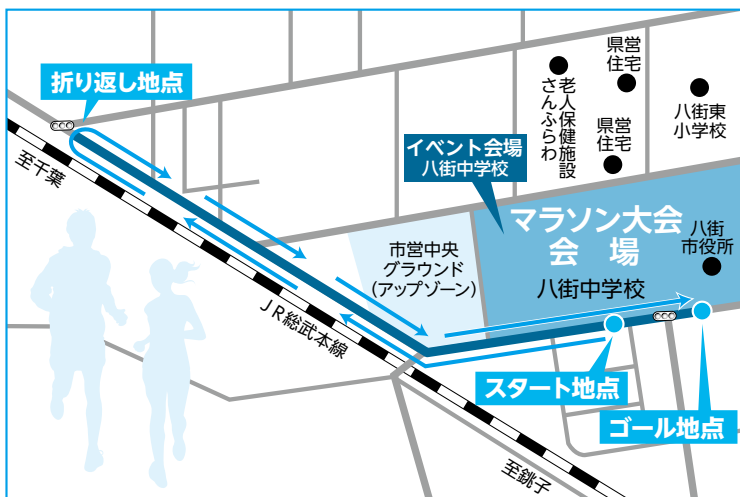 折り返し地点
至千葉
JR総武本線
至銚子
県営
住宅
老人保健施設
さんふらわ
県営
住宅
八街東
小学校
イベント会場
八街中学校
マラソン大会
会場
八街
市役所
八街中学校
市営中央
グラウンド
(アップゾーン)
スタート地点
ゴール地点